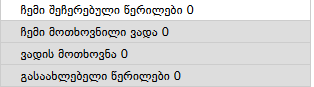 ჩემი შეჩერებული წერილები 0
ჩემი მოთხოვნილი ვადა 0
ვადის მოთხოვნა 0
გასაახლებელი წერილები 0